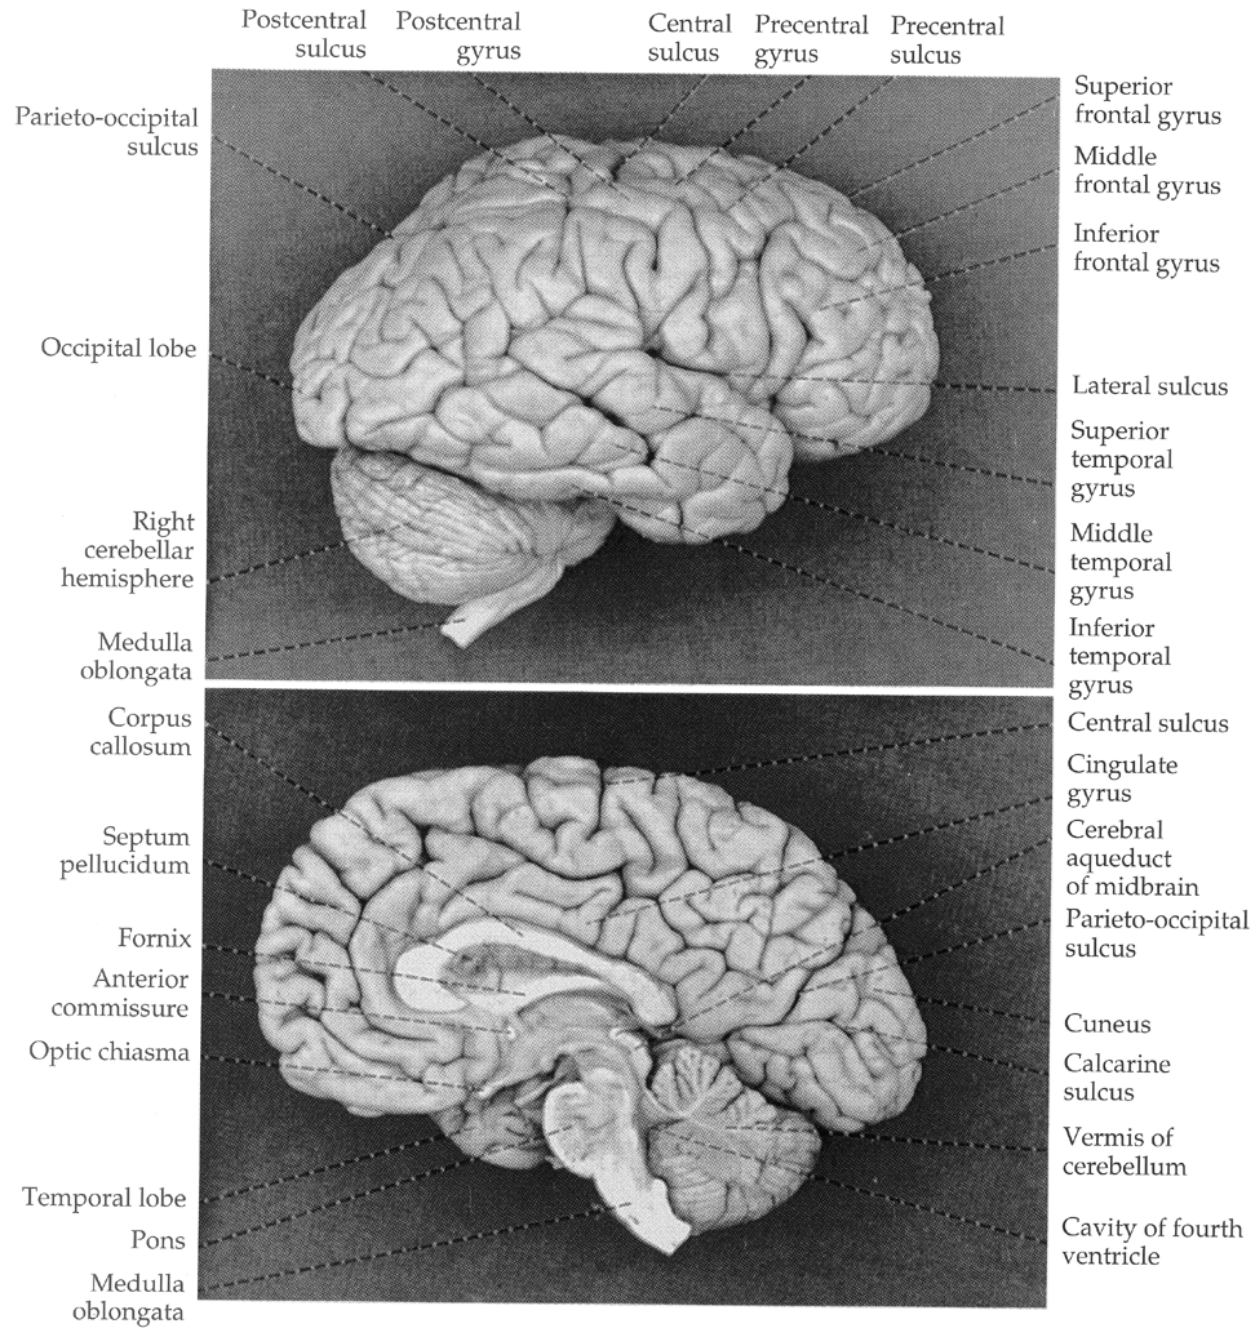 Postcentral
sulcus
Postcentral
gyrus
Central
sulcus
Precentral
gyrus
Precentral
sulcus
Parieto-occipital
sulcus
Occipital lobe
Right
cerebellar
hemisphere
Medulla
oblongata
Superior
frontal gyrus
Middle
frontal gyrus
Inferior
frontal gyrus
Lateral sulcus
Superior
temporal
gyrus
Middle
temporal
gyrus
Inferior
temporal
gyrus
Corpus
callosum
Septum
pellucidum
Fornix
Anterior
commissure
Optic chiasma
Temporal lobe
Pons
Medulla
oblongata
Central sulcus
Cingulate
gyrus
Cerebral
aqueduct
of midbrain
Parieto-occipital
sulcus
Cuneus
Calcarine
sulcus
Vermis of
cerebellum
Cavity of fourth
ventricle